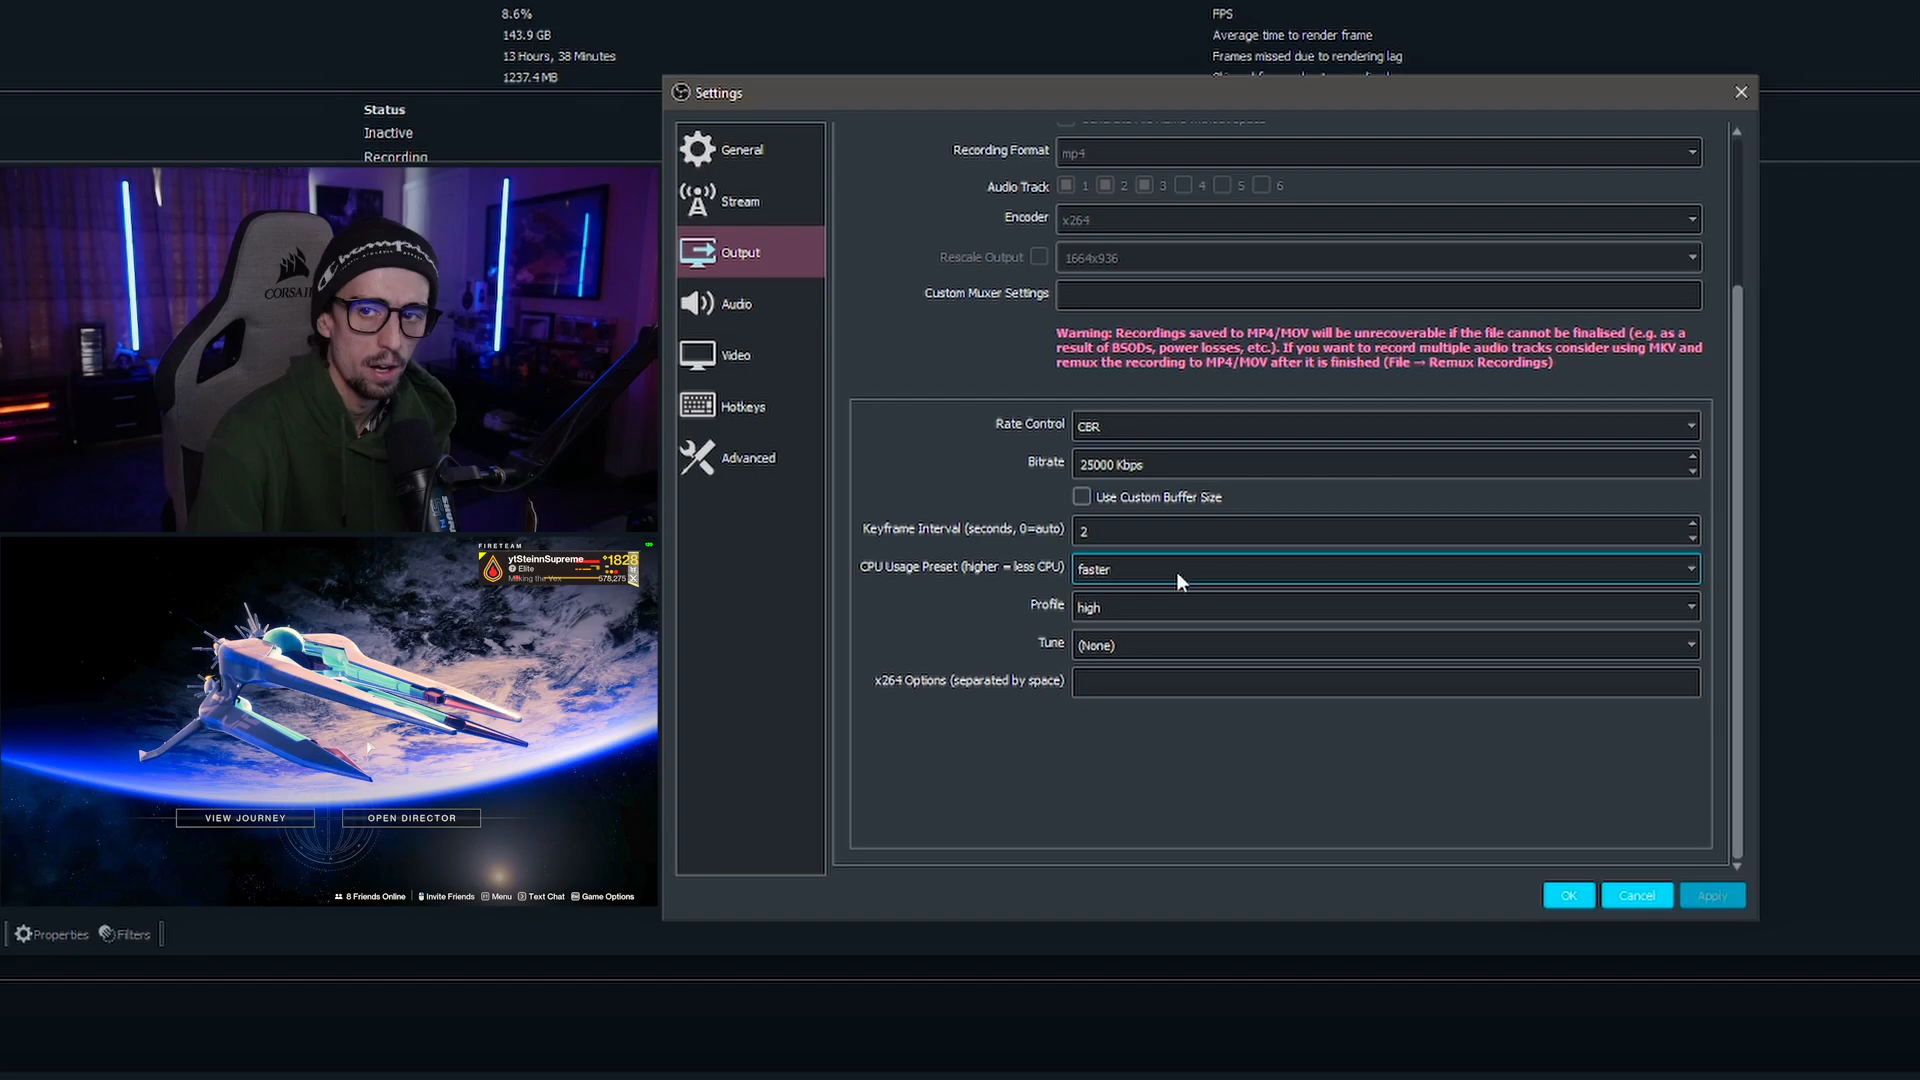 8.6%
143.9 GB
13 Hours, 38 Minutes
1237.4 MB
FPS
Average time to render frame
Frames missed due to rendering lag
Status
Inactive
Recording
Settings
General
Stream
Output
Audio
Video
Hotkeys
Advanced
Recording Format
mp4
Audio Track
1 2 3 4 5 6
Encoder
x264
Rescale Output
1664x936
Custom Muxer Settings
Warning: Recordings saved to MP4/MOV will be unrecoverable if the file cannot be finalised (e.g. as a
result of BSODs, power losses, etc.). If you want to record multiple audio tracks consider using MKV and
remux the recording to MP4/MOV after it is finished (File → Remux Recordings)
Rate Control
CBR
Bitrate
25000 Kbps
Use Custom Buffer Size
Keyframe Interval (seconds, 0=auto)
2
CPU Usage Preset (higher = less CPU)
faster
Profile
high
Tune
(None)
x264 Options (separated by space)
OK
Cancel
Apply
CORSAIR
Champion
FIRETEAM
ytSteinnSupreme
1828
Elite
578,275
VIEW JOURNEY
OPEN DIRECTOR
8 Friends Online
Invite Friends
Menu
Text Chat
Game Options
Properties
Filters